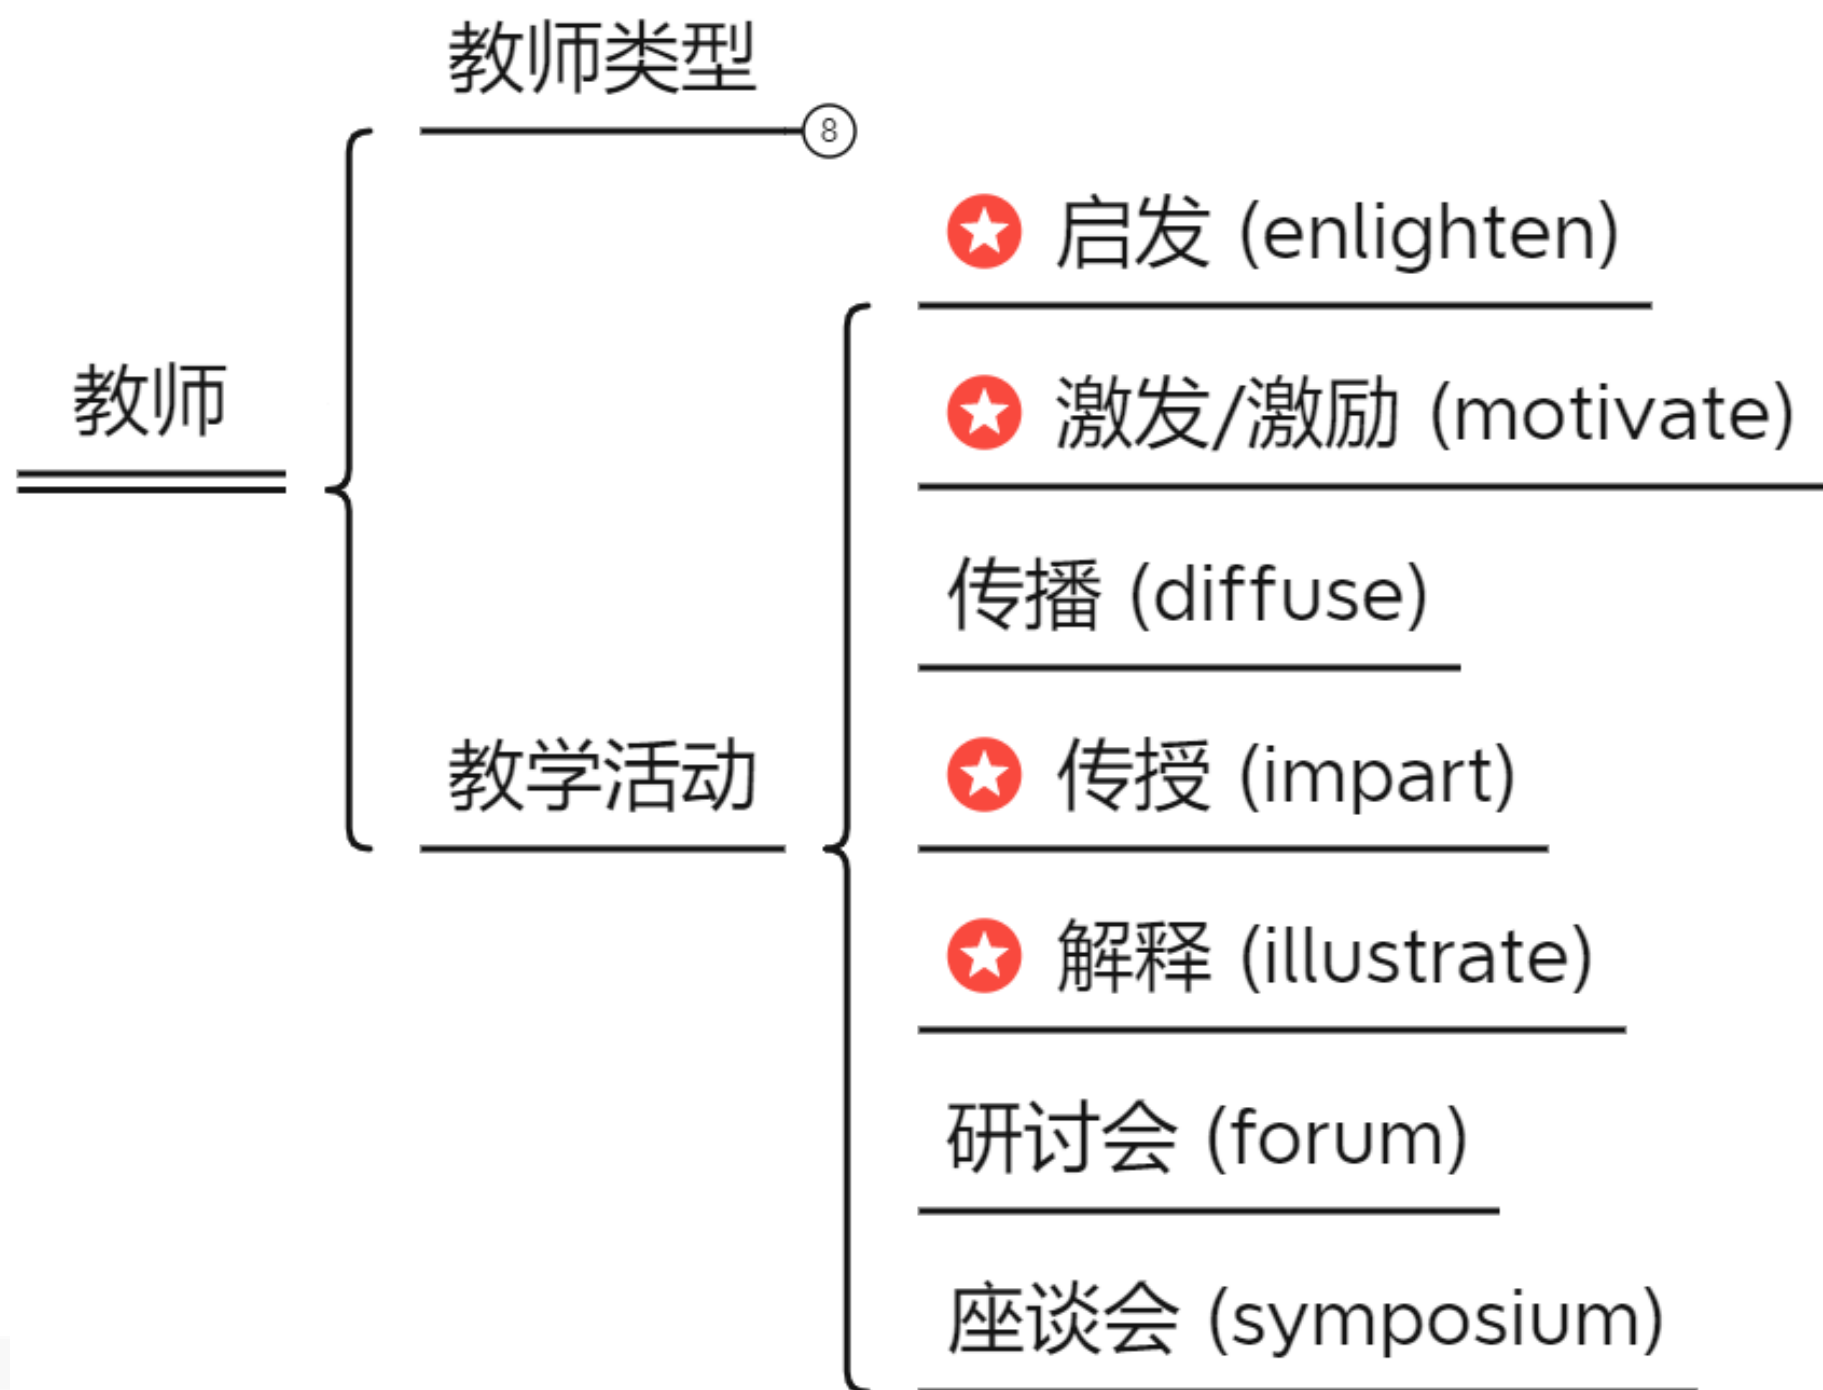 教师类型
8
启发 (enlighten)
激发/激励 (motivate)
教师
传播 (diffuse)
教学活动
传授 (impart)
解释 (illustrate)
研讨会 (forum)
座谈会 (symposium)